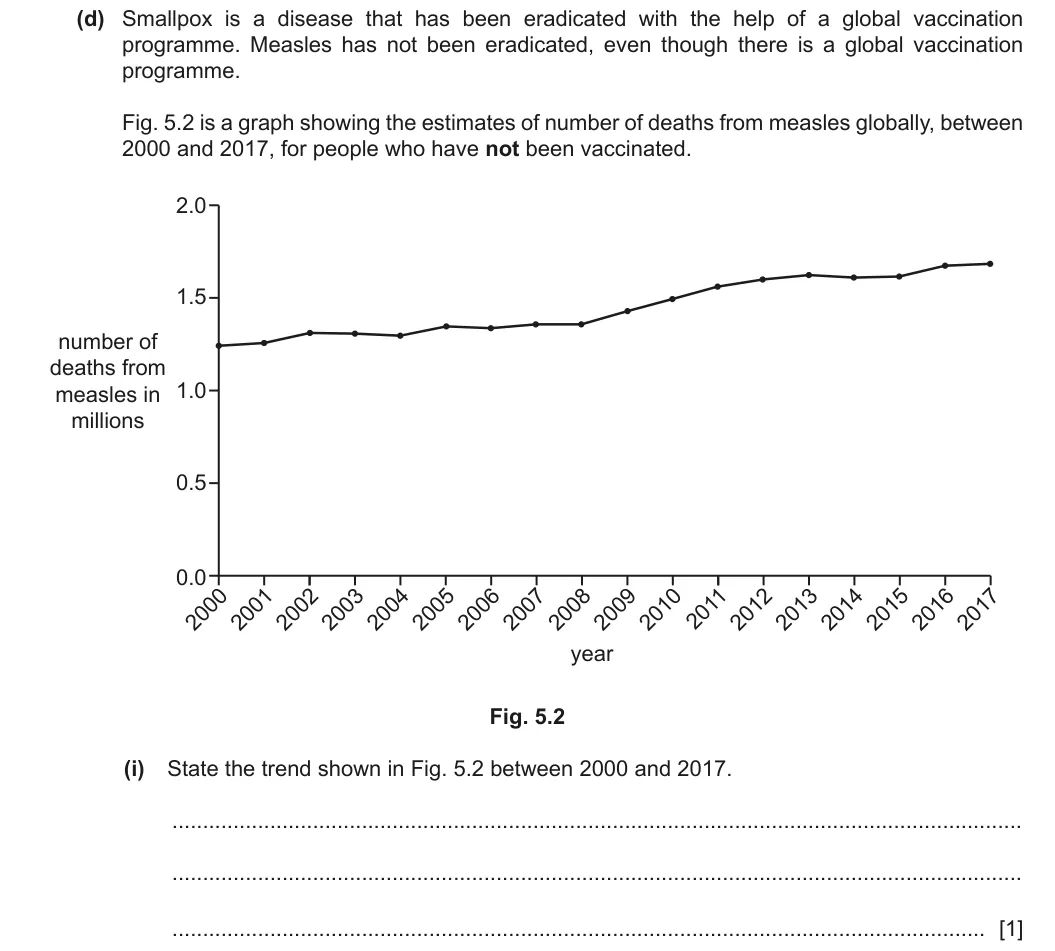 (d) Smallpox is a disease that has been eradicated with the help of a global vaccination
programme. Measles has not been eradicated, even though there is a global vaccination
programme.
Fig. 5.2 is a graph showing the estimates of number of deaths from measles globally, between
2000 and 2017, for people who have not been vaccinated.
2.0
1.5
number of
deaths from
measles in
millions
1.0
0.5
0.0
2000 2001 2002 2003 2004 2005 2006 2007 2008 2009 2010 2011 2012 2013 2014 2015 2016 2017
year
Fig. 5.2
(i) State the trend shown in Fig. 5.2 between 2000 and 2017.
...........................................................................................................................................
...........................................................................................................................................
..................................................................................................................................... [1]